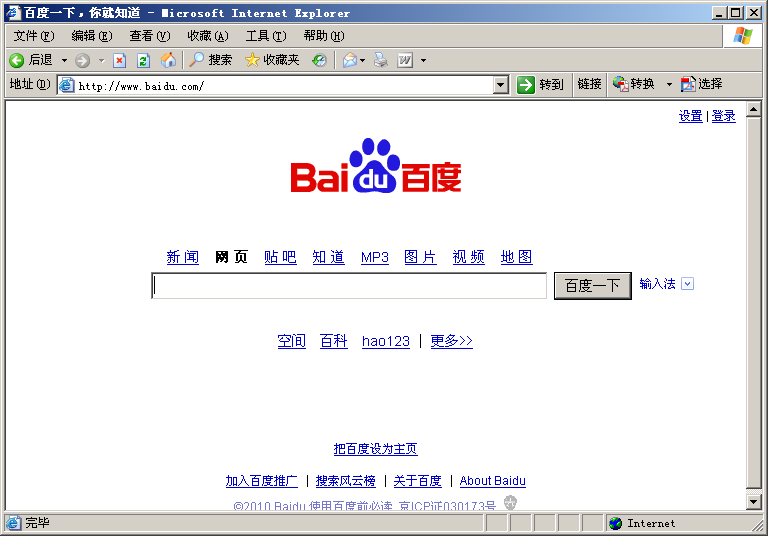 百度一下，你就知道 - Microsoft Internet Explorer
文件(F) 编辑(E) 查看(V) 收藏(A) 工具(T) 帮助(H)
后退 搜索 收藏夹 W
地址(D) http://www.baidu.com/ 转到 链接 转换 选择
设置 | 登录
Bai du 百度
新 闻 网 页 贴 吧 知 道 MP3 图 片 视 频 地 图
百度一下 输入法
空间 百科 hao123 | 更多>>
把百度设为主页
加入百度推广 | 搜索风云榜 | 关于百度 | About Baidu
©2010 Baidu 使用百度前必读 京ICP证030173号
完毕 Internet